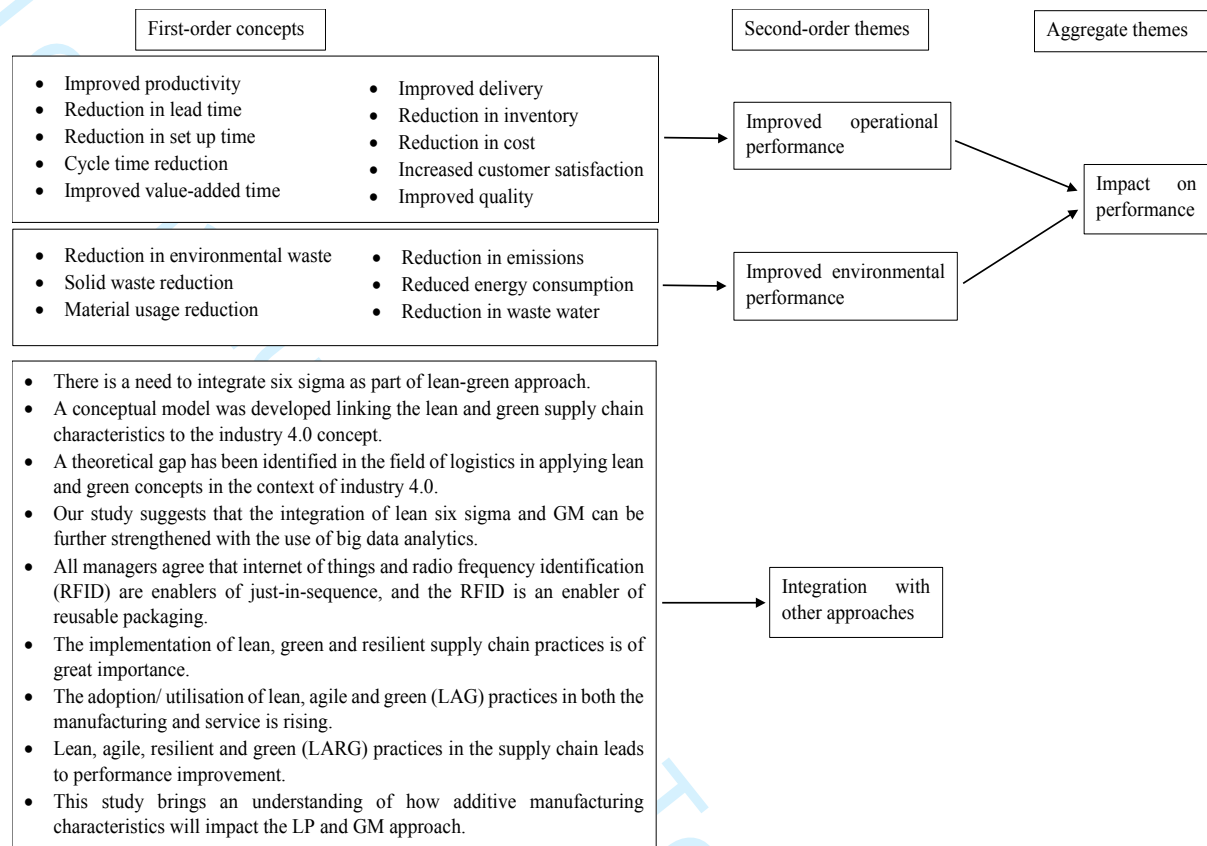 First-order concepts
Second-order themes
Aggregate themes
• Improved productivity
• Reduction in lead time
• Reduction in set up time
• Cycle time reduction
• Improved value-added time
• Improved delivery
• Reduction in inventory
• Reduction in cost
• Increased customer satisfaction
• Improved quality
Improved operational
performance
Impact on
performance
• Reduction in environmental waste
• Solid waste reduction
• Material usage reduction
• Reduction in emissions
• Reduced energy consumption
• Reduction in waste water
Improved environmental
performance
• There is a need to integrate six sigma as part of lean-green approach.
• A conceptual model was developed linking the lean and green supply chain
characteristics to the industry 4.0 concept.
• A theoretical gap has been identified in the field of logistics in applying lean
and green concepts in the context of industry 4.0.
• Our study suggests that the integration of lean six sigma and GM can be
further strengthened with the use of big data analytics.
• All managers agree that internet of things and radio frequency identification
(RFID) are enablers of just-in-sequence, and the RFID is an enabler of
reusable packaging.
• The implementation of lean, green and resilient supply chain practices is of
great importance.
• The adoption/ utilisation of lean, agile and green (LAG) practices in both the
manufacturing and service is rising.
• Lean, agile, resilient and green (LARG) practices in the supply chain leads
to performance improvement.
• This study brings an understanding of how additive manufacturing
characteristics will impact the LP and GM approach.
Integration with
other approaches